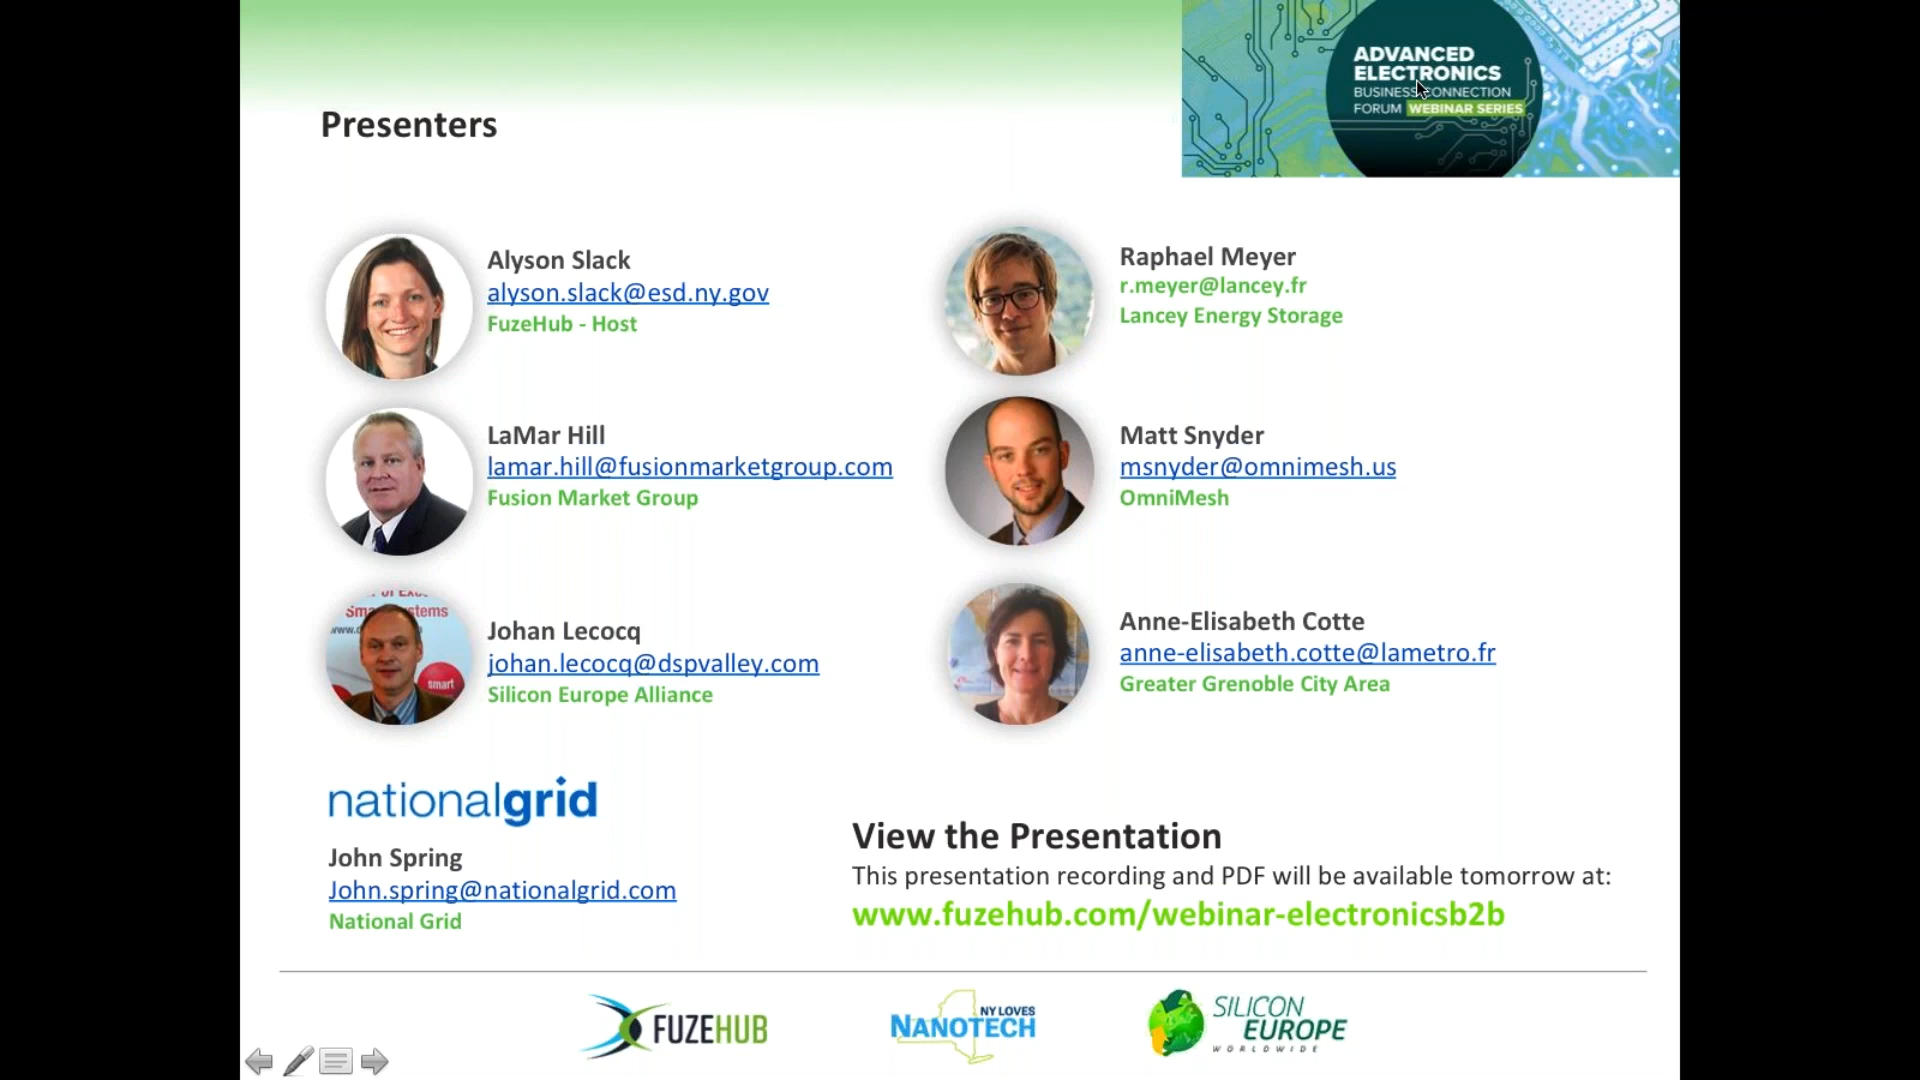 ADVANCED
ELECTRONICS
BUSINESS CONNECTION
FORUM WEBINAR SERIES
Presenters
Alyson Slack
alyson.slack@esd.ny.gov
FuzeHub - Host
Raphael Meyer
r.meyer@lancey.fr
Lancey Energy Storage
LaMar Hill
lamar.hill@fusionmarketgroup.com
Fusion Market Group
Matt Snyder
msnyder@omnimesh.us
OmniMesh
smart
Johan Lecocq
johan.lecocq@dspvalley.com
Silicon Europe Alliance
Anne-Elisabeth Cotte
anne-elisabeth.cotte@lametro.fr
Greater Grenoble City Area
nationalgrid
John Spring
John.spring@nationalgrid.com
National Grid
View the Presentation
This presentation recording and PDF will be available tomorrow at:
www.fuzehub.com/webinar-electronicsb2b
FUZEHUB
NY LOVES
NANOTECH
SILICON
EUROPE
WORLDWIDE